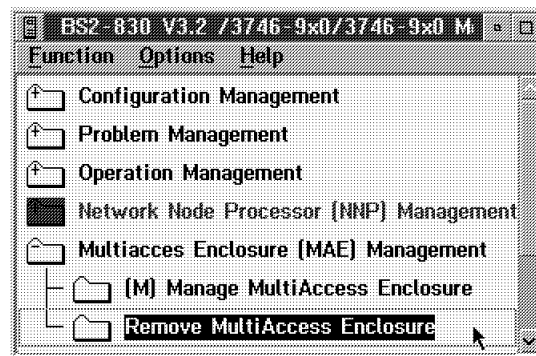 BS2-830 V3.2 /3746-9x0/3746-9x0 M
Function Options Help
Configuration Management
Problem Management
Operation Management
Network Node Processor (NNP) Management
Multiacces Enclosure (MAE) Management
(M) Manage MultiAccess Enclosure
Remove MultiAccess Enclosure